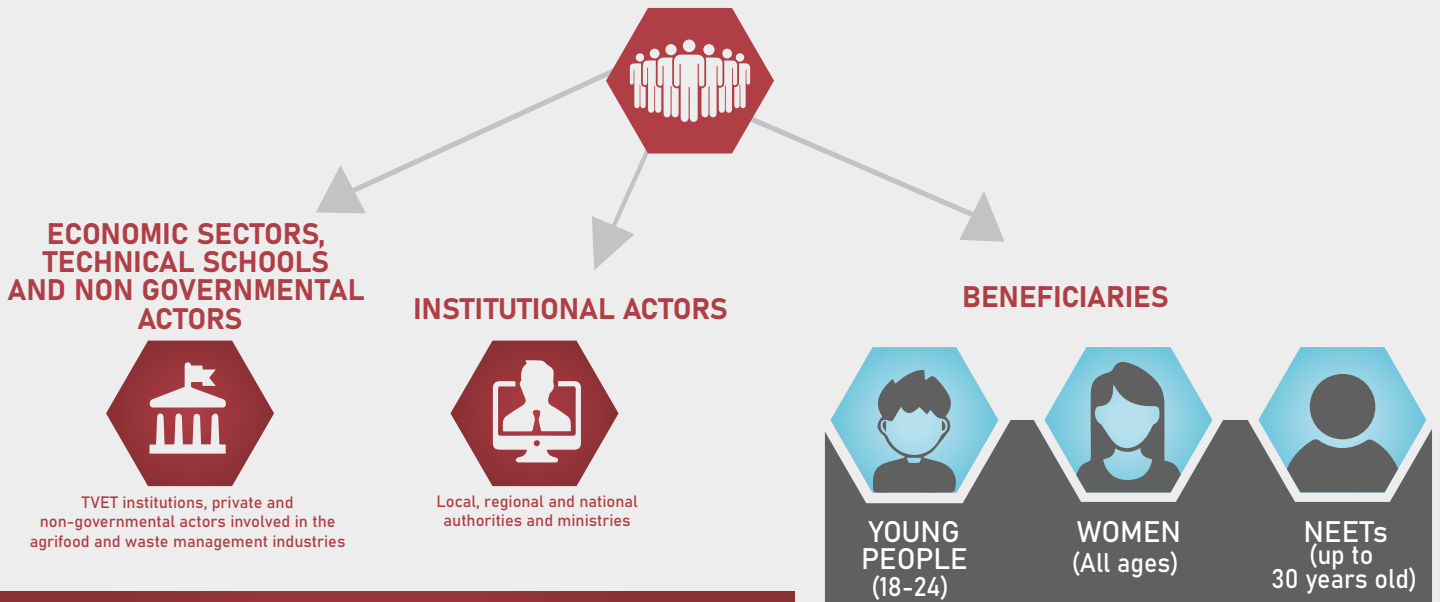 ECONOMIC SECTORS,
TECHNICAL SCHOOLS
AND NON GOVERNMENTAL
ACTORS
TVET institutions, private and
non-governmental actors involved in the
agrifood and waste management industries
INSTITUTIONAL ACTORS
Local, regional and national
authorities and ministries
BENEFICIARIES
YOUNG
PEOPLE
(18-24)
WOMEN
(All ages)
NEETs
(up to
30 years old)